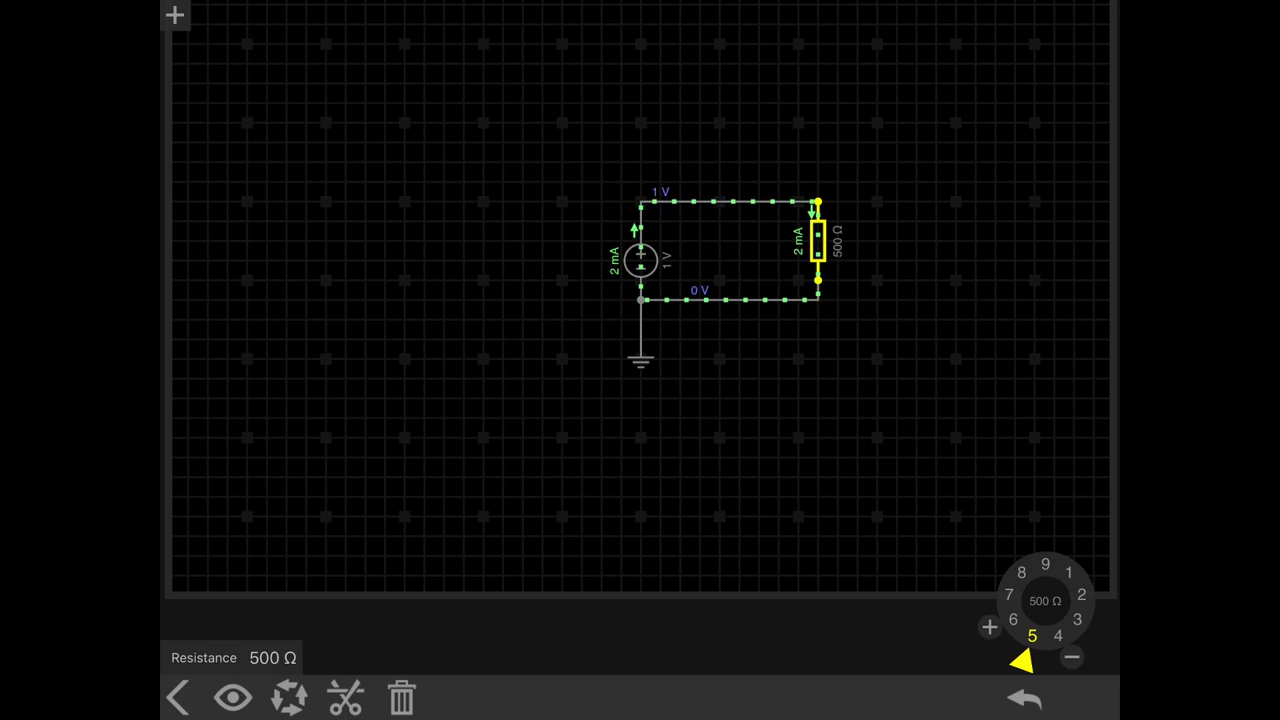 1 V
2 mA
1 V
2 mA
500 Ω
0 V
9
8
1
7
500 Ω
2
6
3
5
4
Resistance 500 Ω